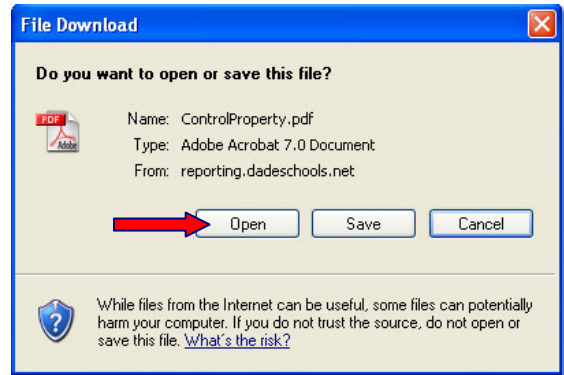 File Download
Do you want to open or save this file?
PDF
Adobe
Name: ControlProperty.pdf
Type: Adobe Acrobat 7.0 Document
From: reporting.dadeschools.net
Open Save Cancel
While files from the Internet can be useful, some files can potentially
harm your computer. If you do not trust the source, do not open or
save this file. What's the risk?